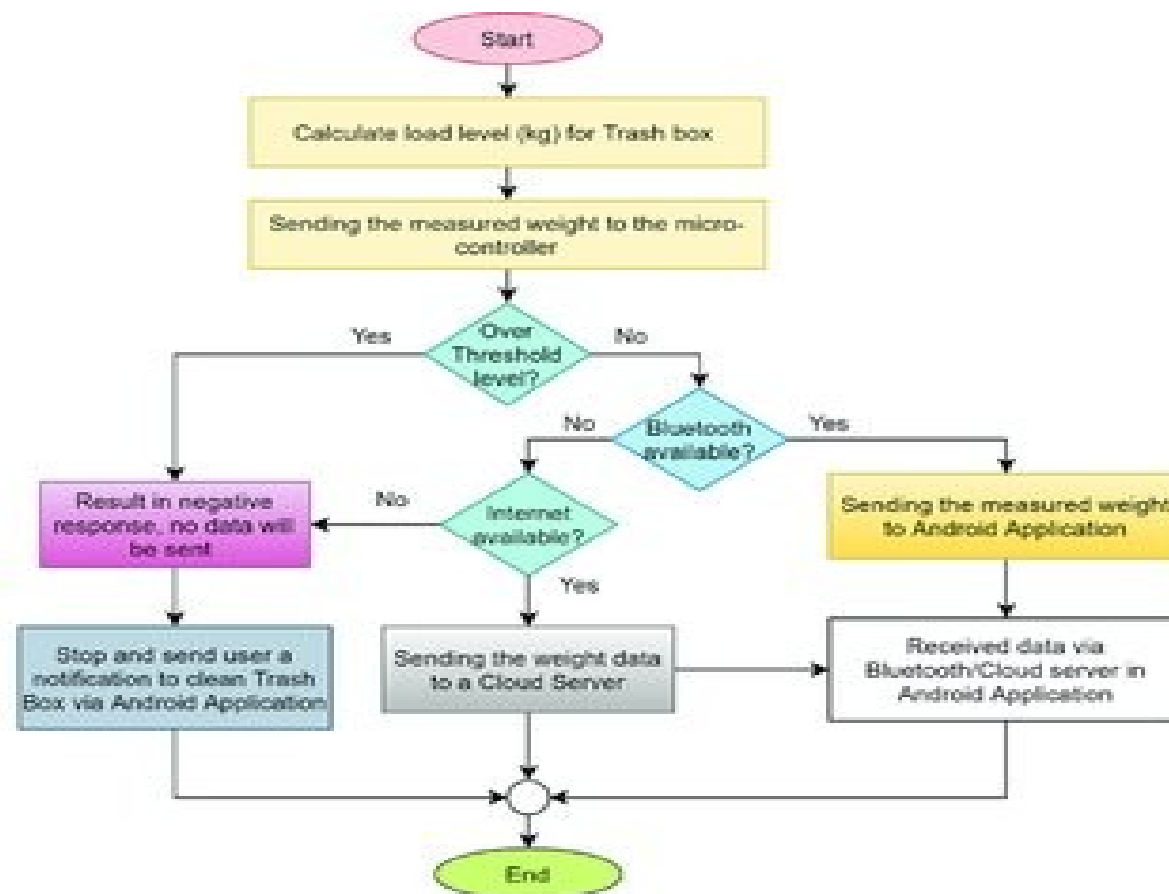 Start
Calculate load level (kg) for Trash box
Sending the measured weight to the micro-
controller
Over
Threshold
level?
Yes
No
Bluetooth
available?
No
Yes
Internet
available?
No
Yes
Result in negative
response, no data will
be sent
Sending the measured weight
to Android Application
Stop and send user a
notification to clean Trash
Box via Android Application
Sending the weight data
to a Cloud Server
Received data via
Bluetooth/Cloud server in
Android Application
End